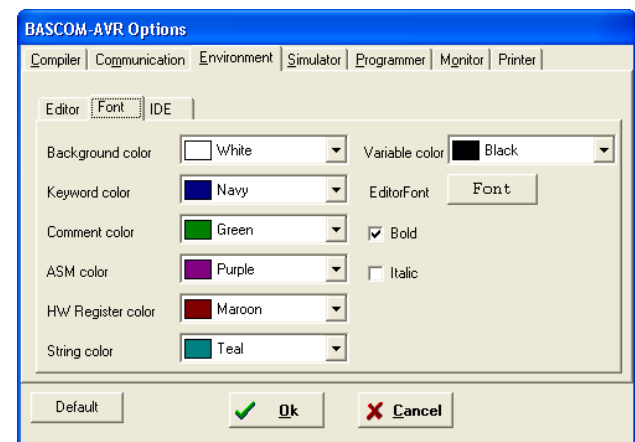 BASCOM-AVR Options
Compiler Communication Environment Simulator Programmer Monitor Printer
Editor Font IDE
Background color White Variable color Black
Keyword color Navy EditorFont Font
Comment color Green Bold
ASM color Purple Italic
HW Register color Maroon
String color Teal
Default Ok Cancel